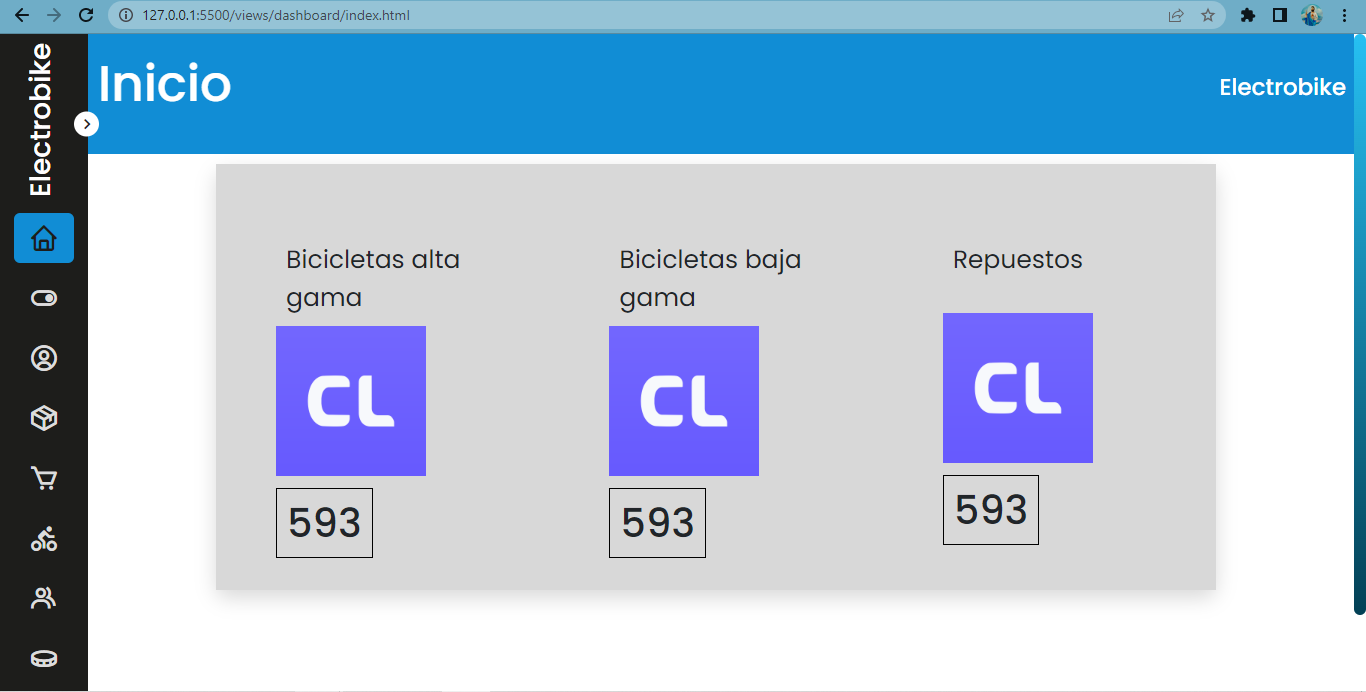 127.0.0.1:5500/views/dashboard/index.html
Electrobike
Inicio
Electrobike
Bicicletas alta
gama
Bicicletas baja
gama
Repuestos
CL
CL
CL
593
593
593